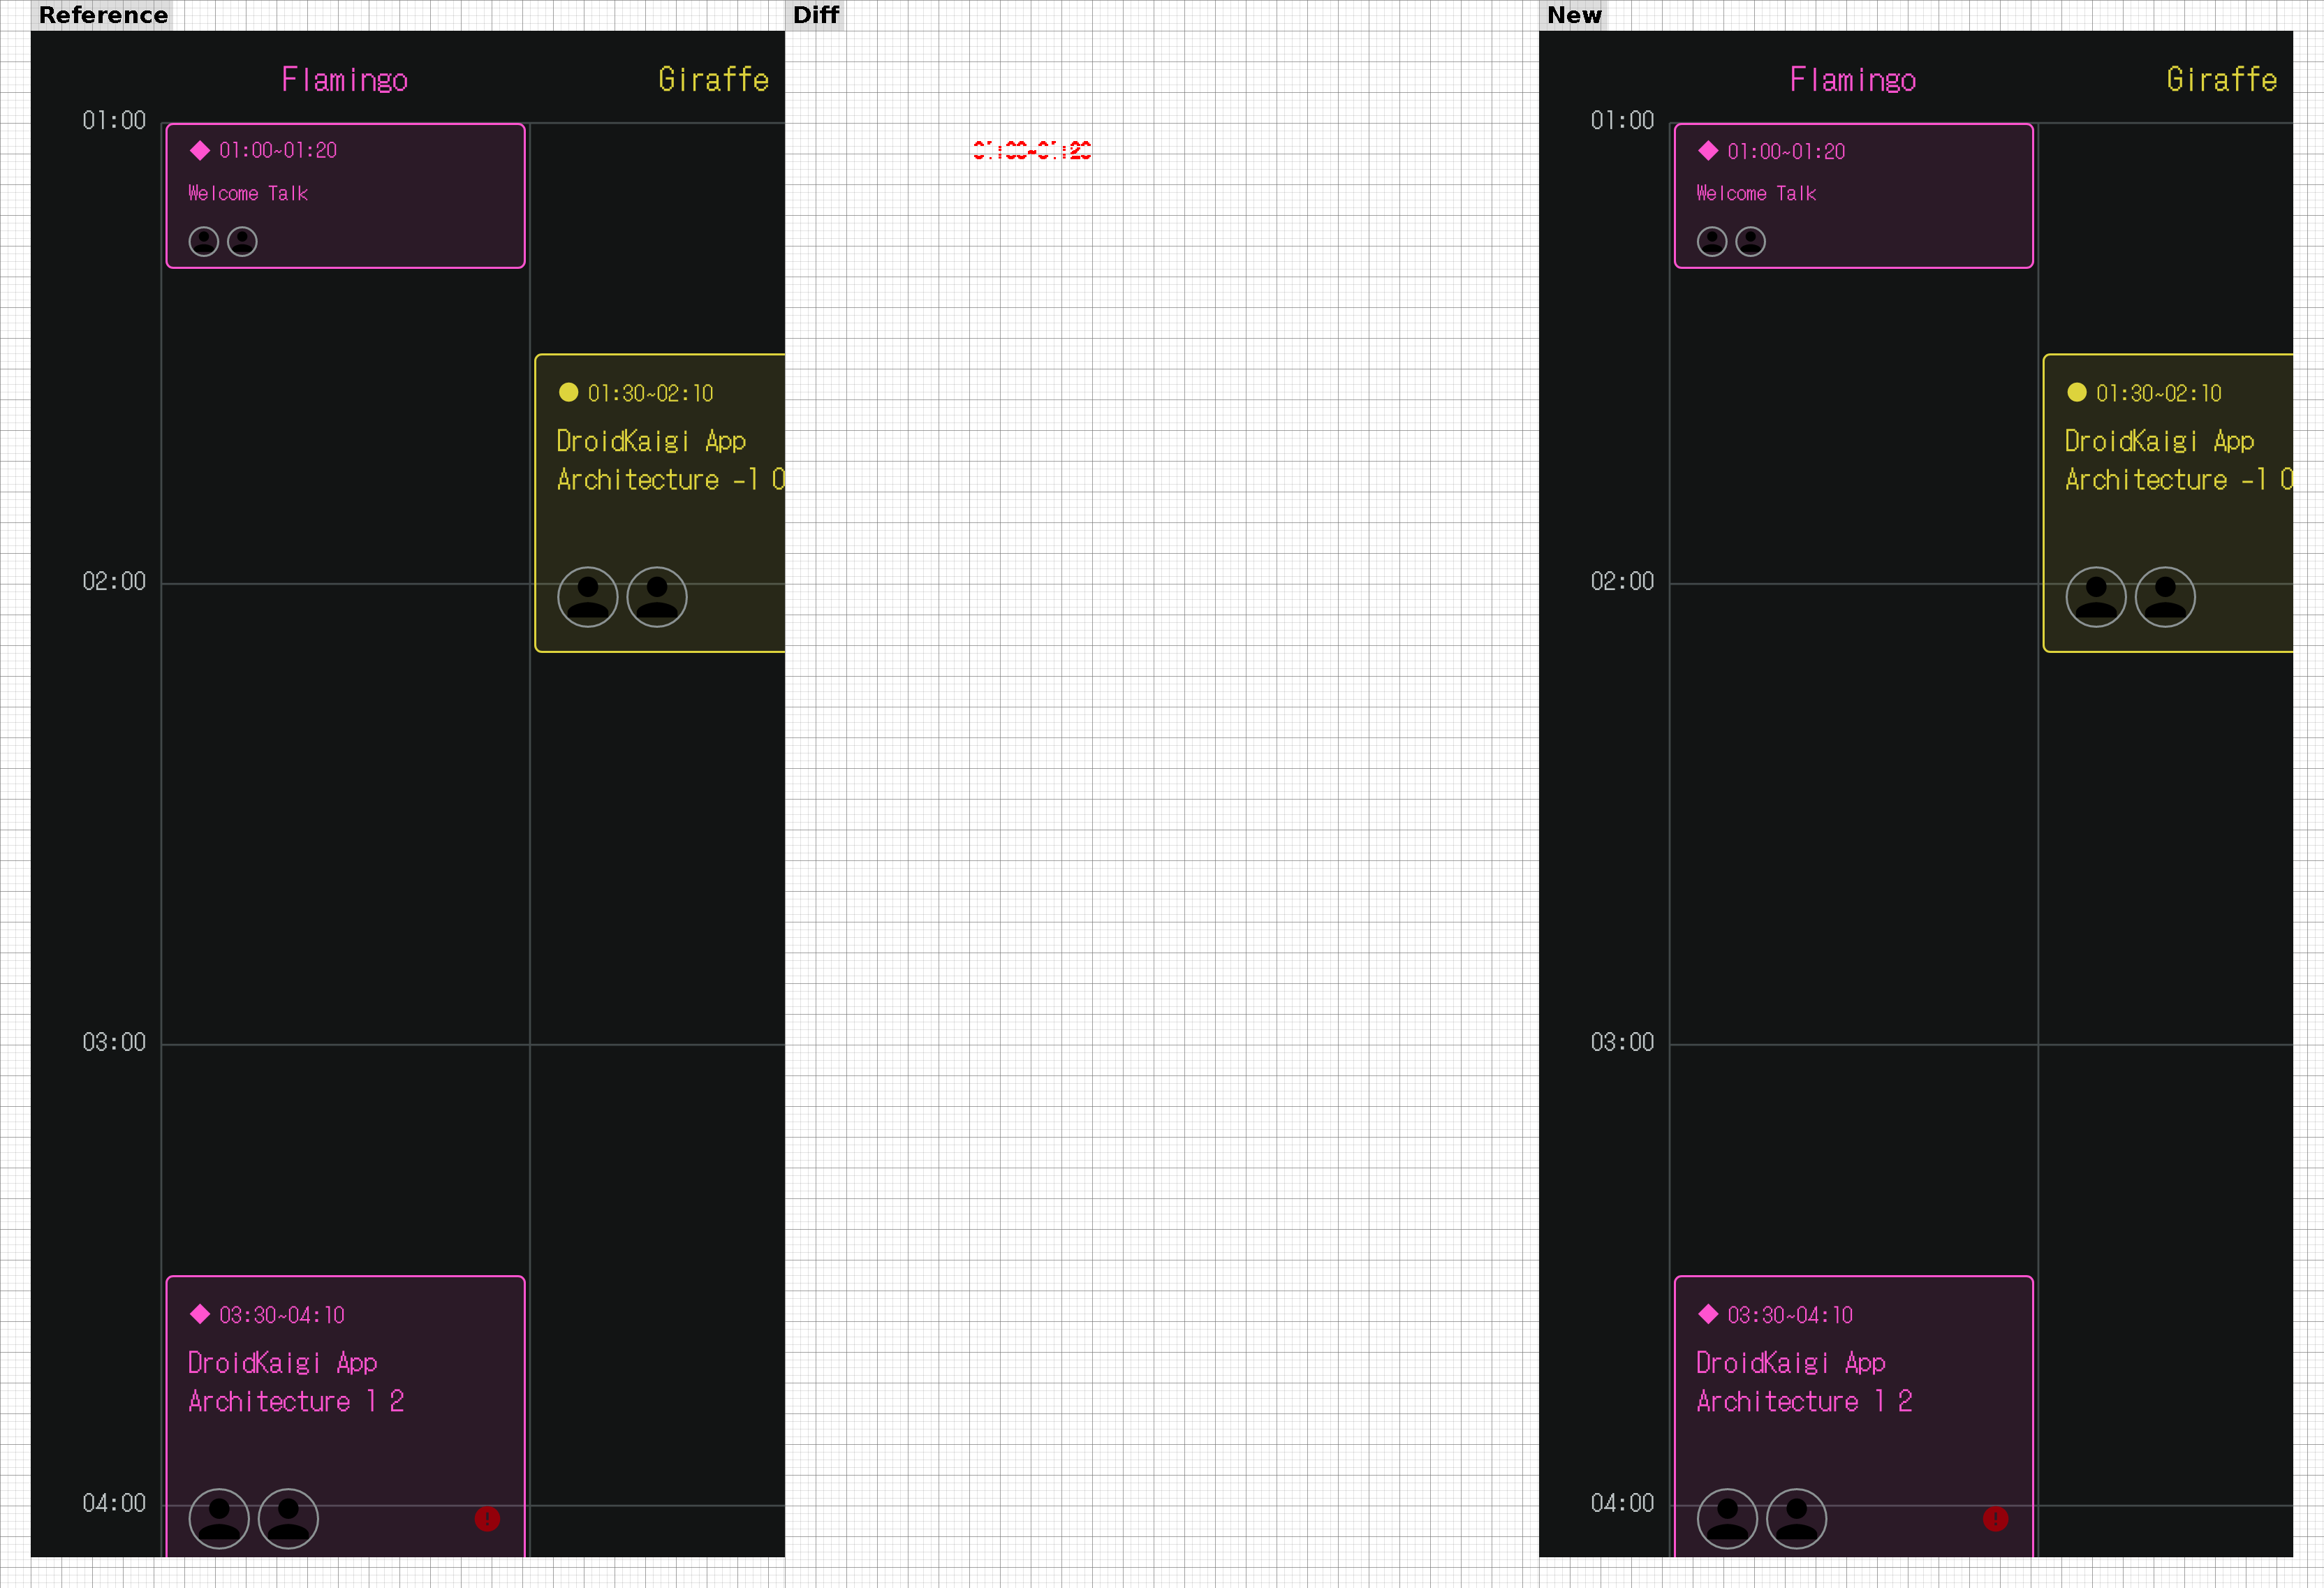 Reference
Diff
New
Flamingo
Giraffe
01:00
01:00~01:20
Welcome Talk
01:30~02:10
DroidKaigi App
Architecture -1 0
02:00
03:00
03:30~04:10
DroidKaigi App
Architecture 1 2
04:00
01:00~01:20
Flamingo
Giraffe
01:00
01:00~01:20
Welcome Talk
01:30~02:10
DroidKaigi App
Architecture -1 0
02:00
03:00
03:30~04:10
DroidKaigi App
Architecture 1 2
04:00